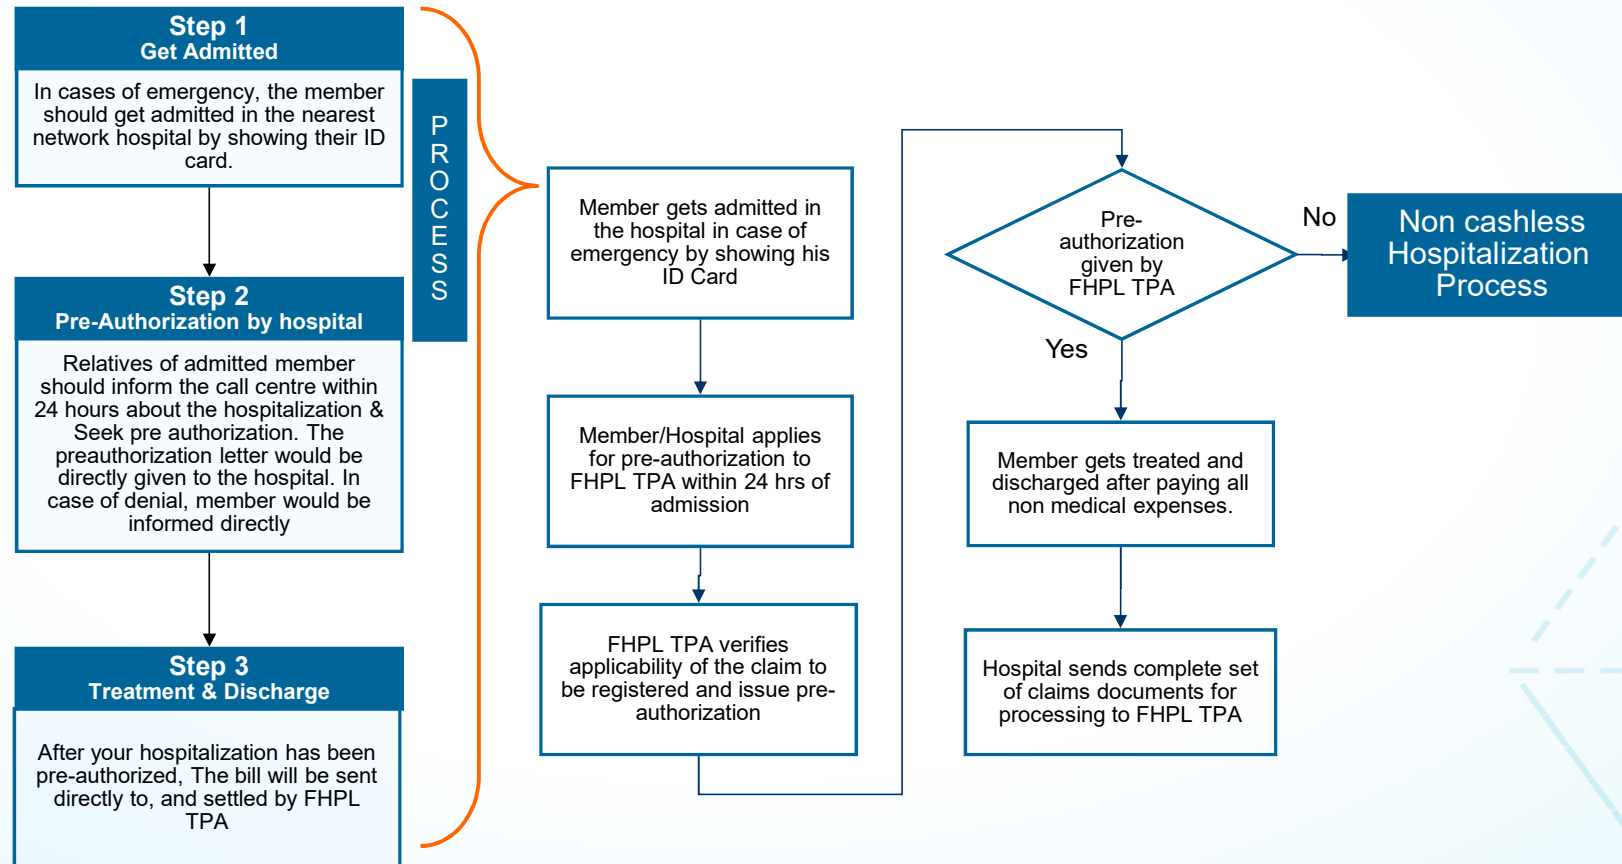 Step 1
Get Admitted
In cases of emergency, the member
should get admitted in the nearest
network hospital by showing their ID
card.
Step 2
Pre-Authorization by hospital
Relatives of admitted member
should inform the call centre within
24 hours about the hospitalization &
Seek pre authorization. The
preauthorization letter would be
directly given to the hospital. In
case of denial, member would be
informed directly
Step 3
Treatment & Discharge
After your hospitalization has been
pre-authorized, The bill will be sent
directly to, and settled by FHPL
TPA
P
R
O
C
E
S
S
Member gets admitted in
the hospital in case of
emergency by showing his
ID Card
Member/Hospital applies
for pre-authorization to
FHPL TPA within 24 hrs of
admission
FHPL TPA verifies
applicability of the claim to
be registered and issue pre-
authorization
Pre-
authorization
given by
FHPL TPA
No
Non cashless
Hospitalization
Process
Yes
Member gets treated and
discharged after paying all
non medical expenses.
Hospital sends complete set
of claims documents for
processing to FHPL TPA